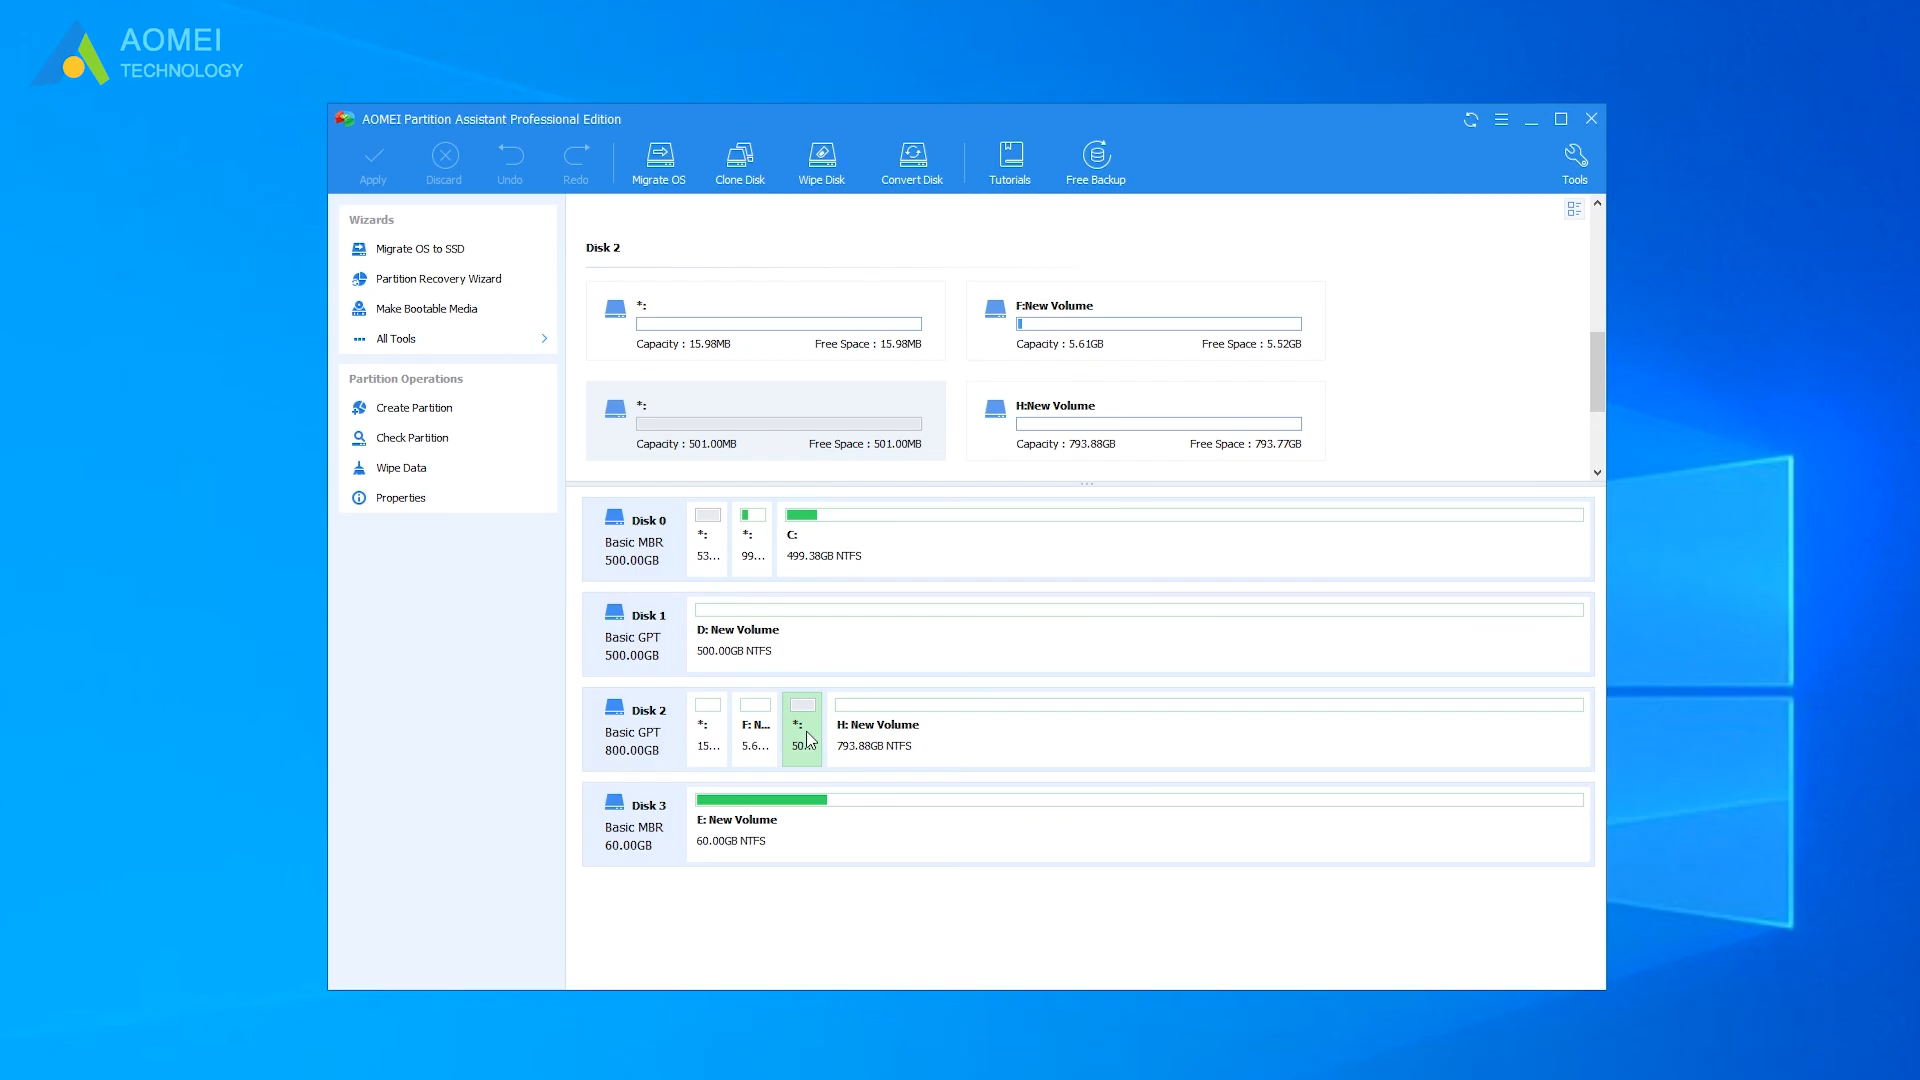 AOMEI
TECHNOLOGY
AOMEI Partition Assistant Professional Edition
Apply
Discard
Undo
Redo
Migrate OS
Clone Disk
Wipe Disk
Convert Disk
Tutorials
Free Backup
Tools
Wizards
Migrate OS to SSD
Partition Recovery Wizard
Make Bootable Media
All Tools
Partition Operations
Create Partition
Check Partition
Wipe Data
Properties
Disk 2
*:
Capacity : 15.98MB Free Space : 15.98MB
F:New Volume
Capacity : 5.61GB Free Space : 5.52GB
*:
Capacity : 501.00MB Free Space : 501.00MB
H:New Volume
Capacity : 793.88GB Free Space : 793.77GB
Disk 0
Basic MBR
500.00GB
*:
53...
*:
99...
C:
499.38GB NTFS
Disk 1
Basic GPT
500.00GB
D: New Volume
500.00GB NTFS
Disk 2
Basic GPT
800.00GB
*:
15...
F: N...
5.6...
*:
50...
H: New Volume
793.88GB NTFS
Disk 3
Basic MBR
60.00GB
E: New Volume
60.00GB NTFS